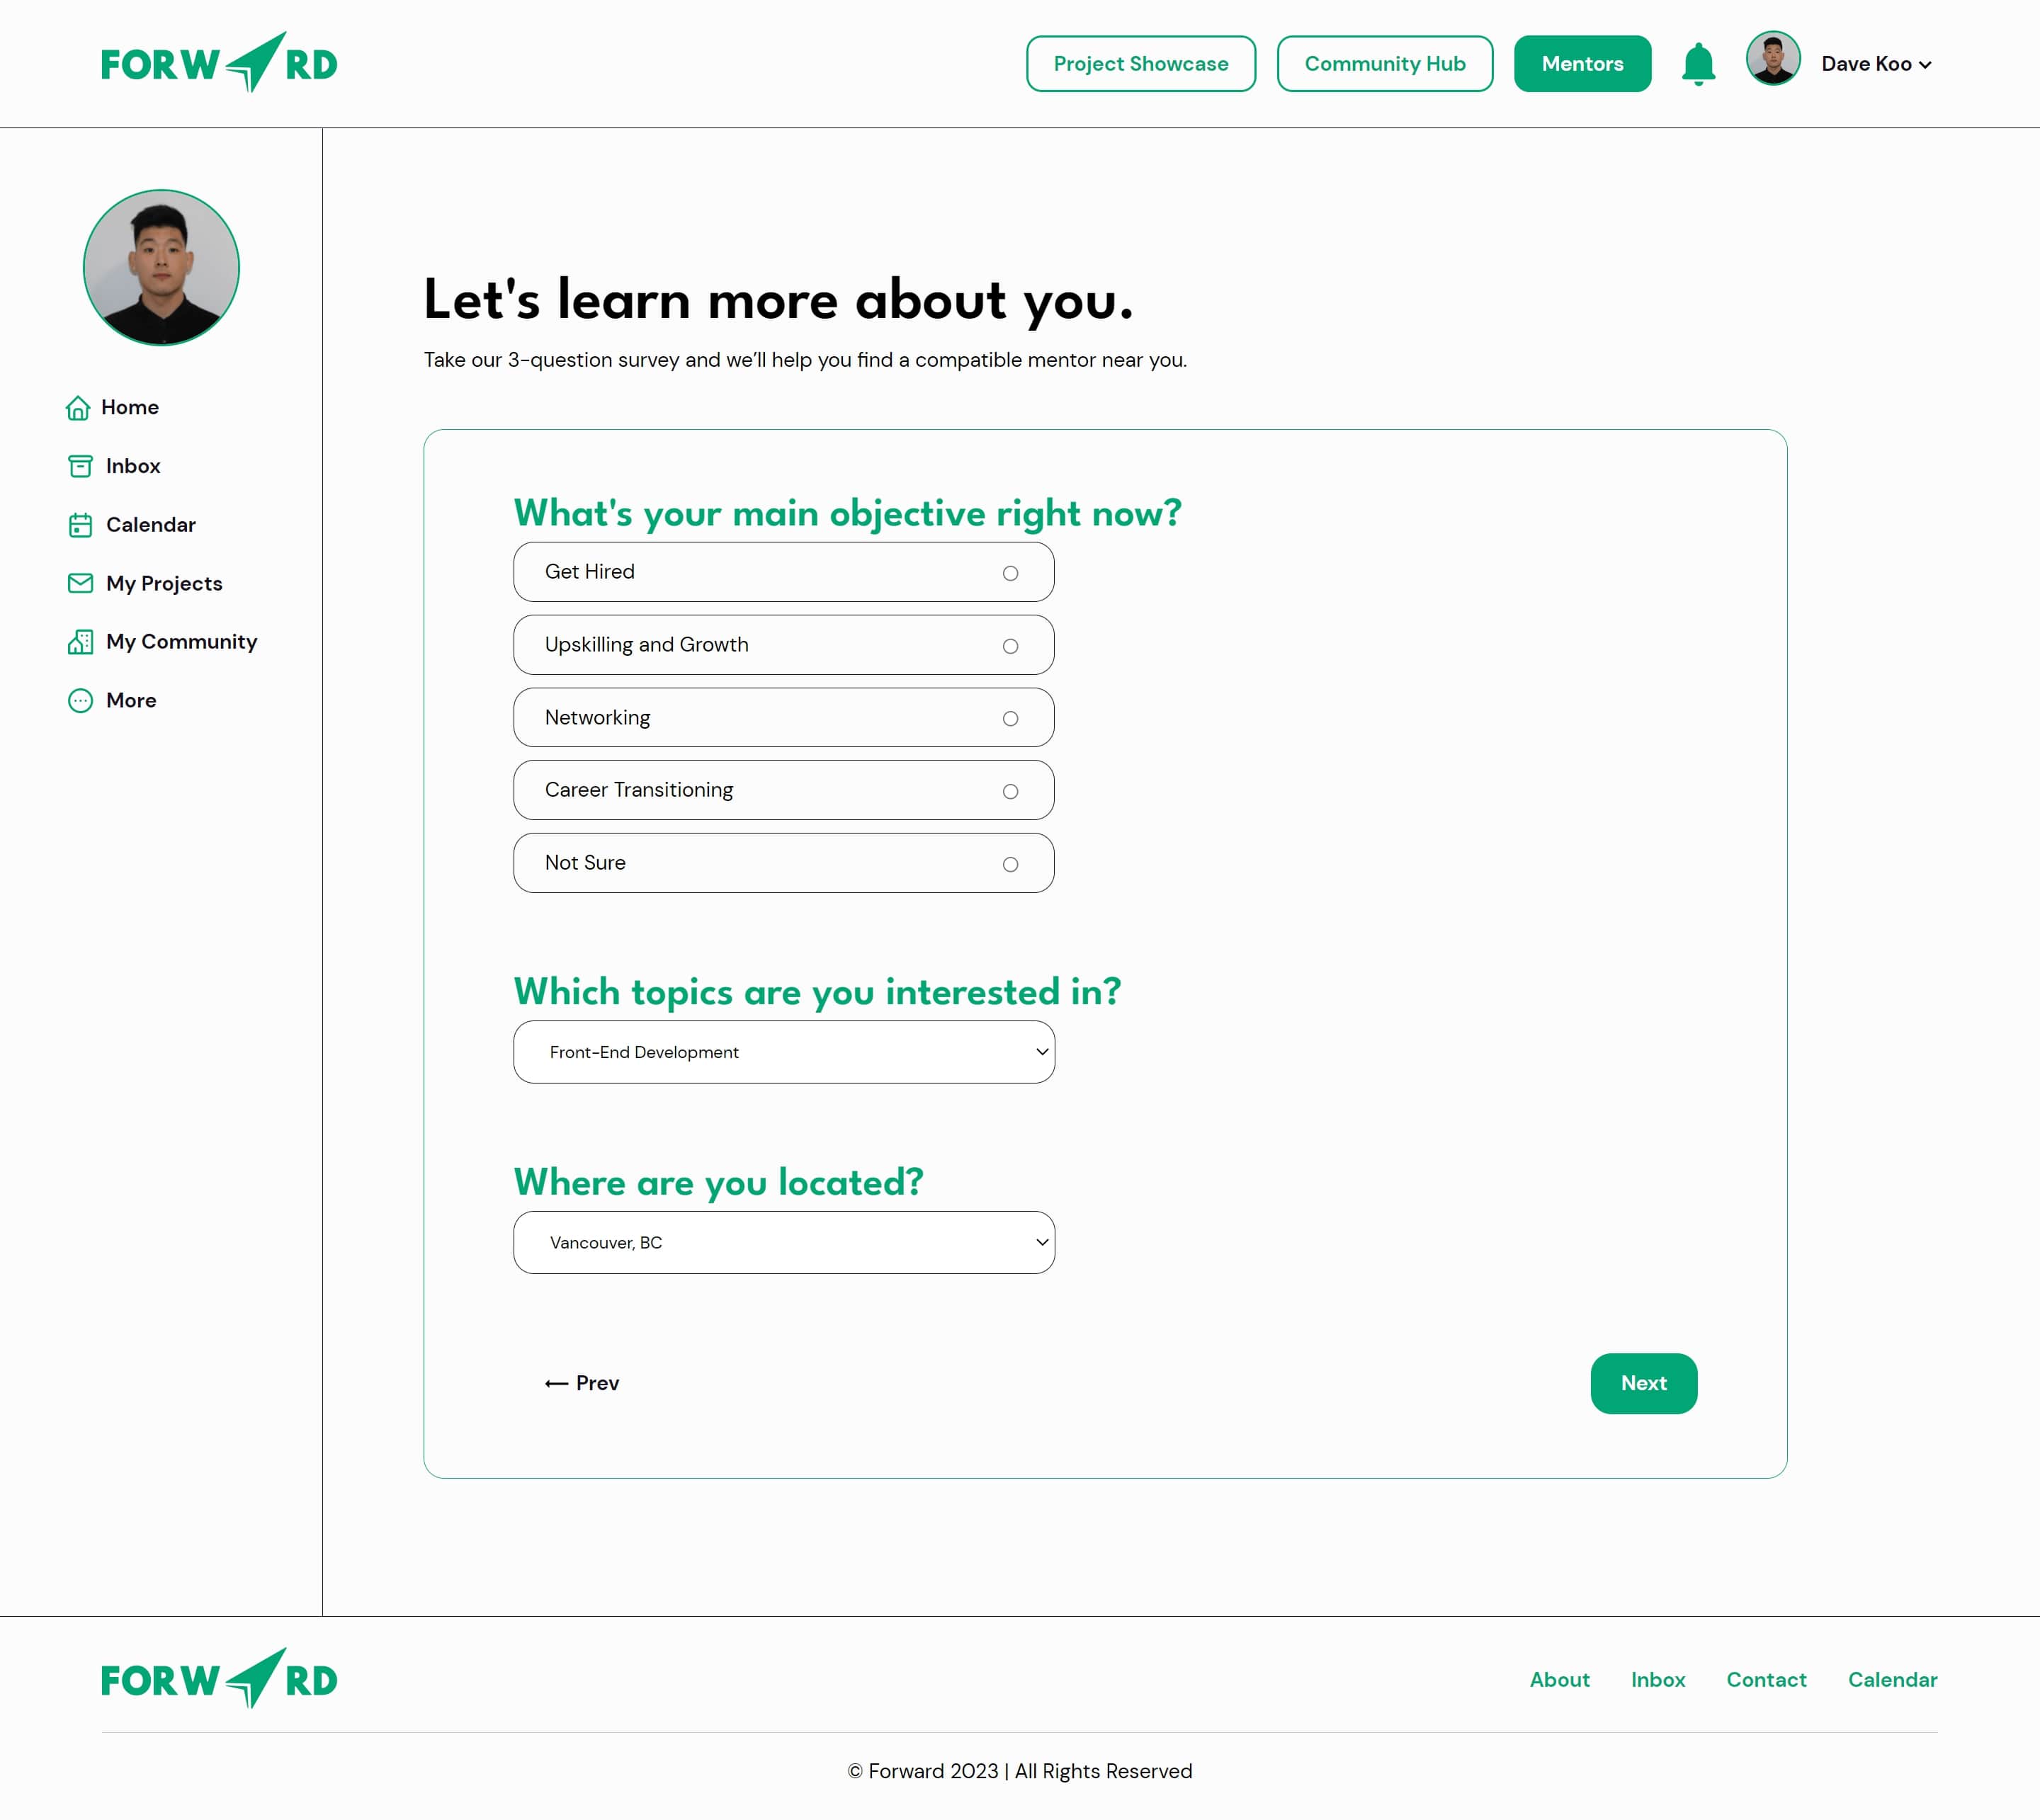 FORWARD
Project Showcase
Community Hub
Mentors
Dave Koo
Home
Inbox
Calendar
My Projects
My Community
More
Let's learn more about you.
Take our 3-question survey and we’ll help you find a compatible mentor near you.
What's your main objective right now?
Get Hired
Upskilling and Growth
Networking
Career Transitioning
Not Sure
Which topics are you interested in?
Front-End Development
Where are you located?
Vancouver, BC
Prev
Next
FORWARD
About
Inbox
Contact
Calendar
© Forward 2023 | All Rights Reserved